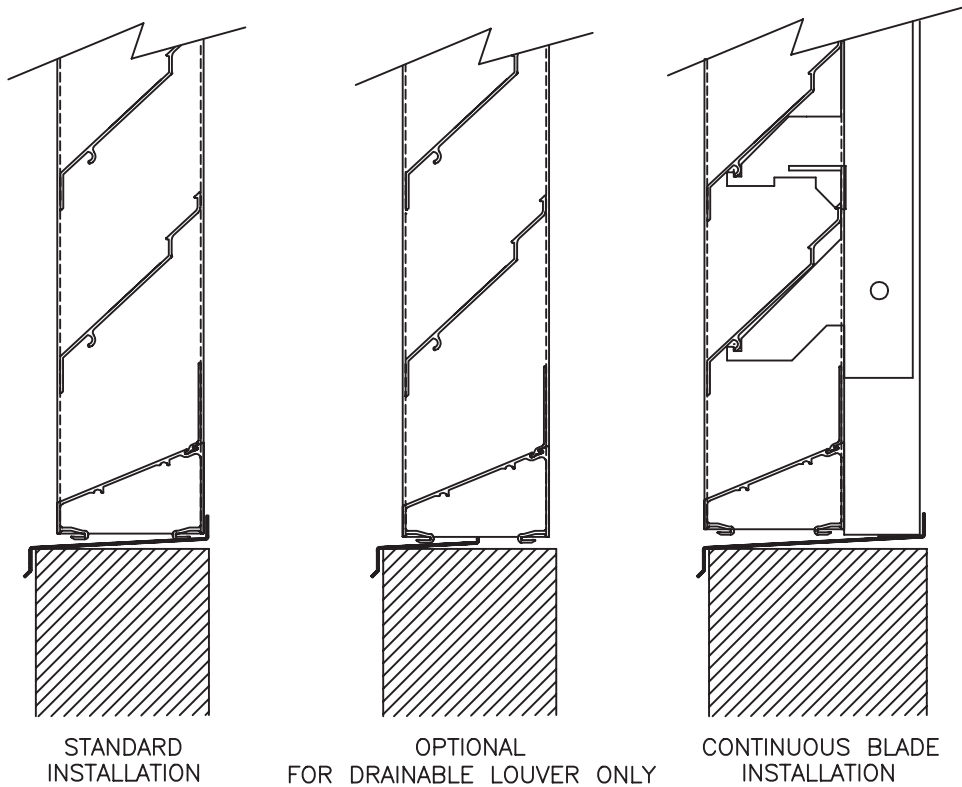 STANDARD
INSTALLATION
OPTIONAL
FOR DRAINABLE LOUVER ONLY
CONTINUOUS BLADE
INSTALLATION